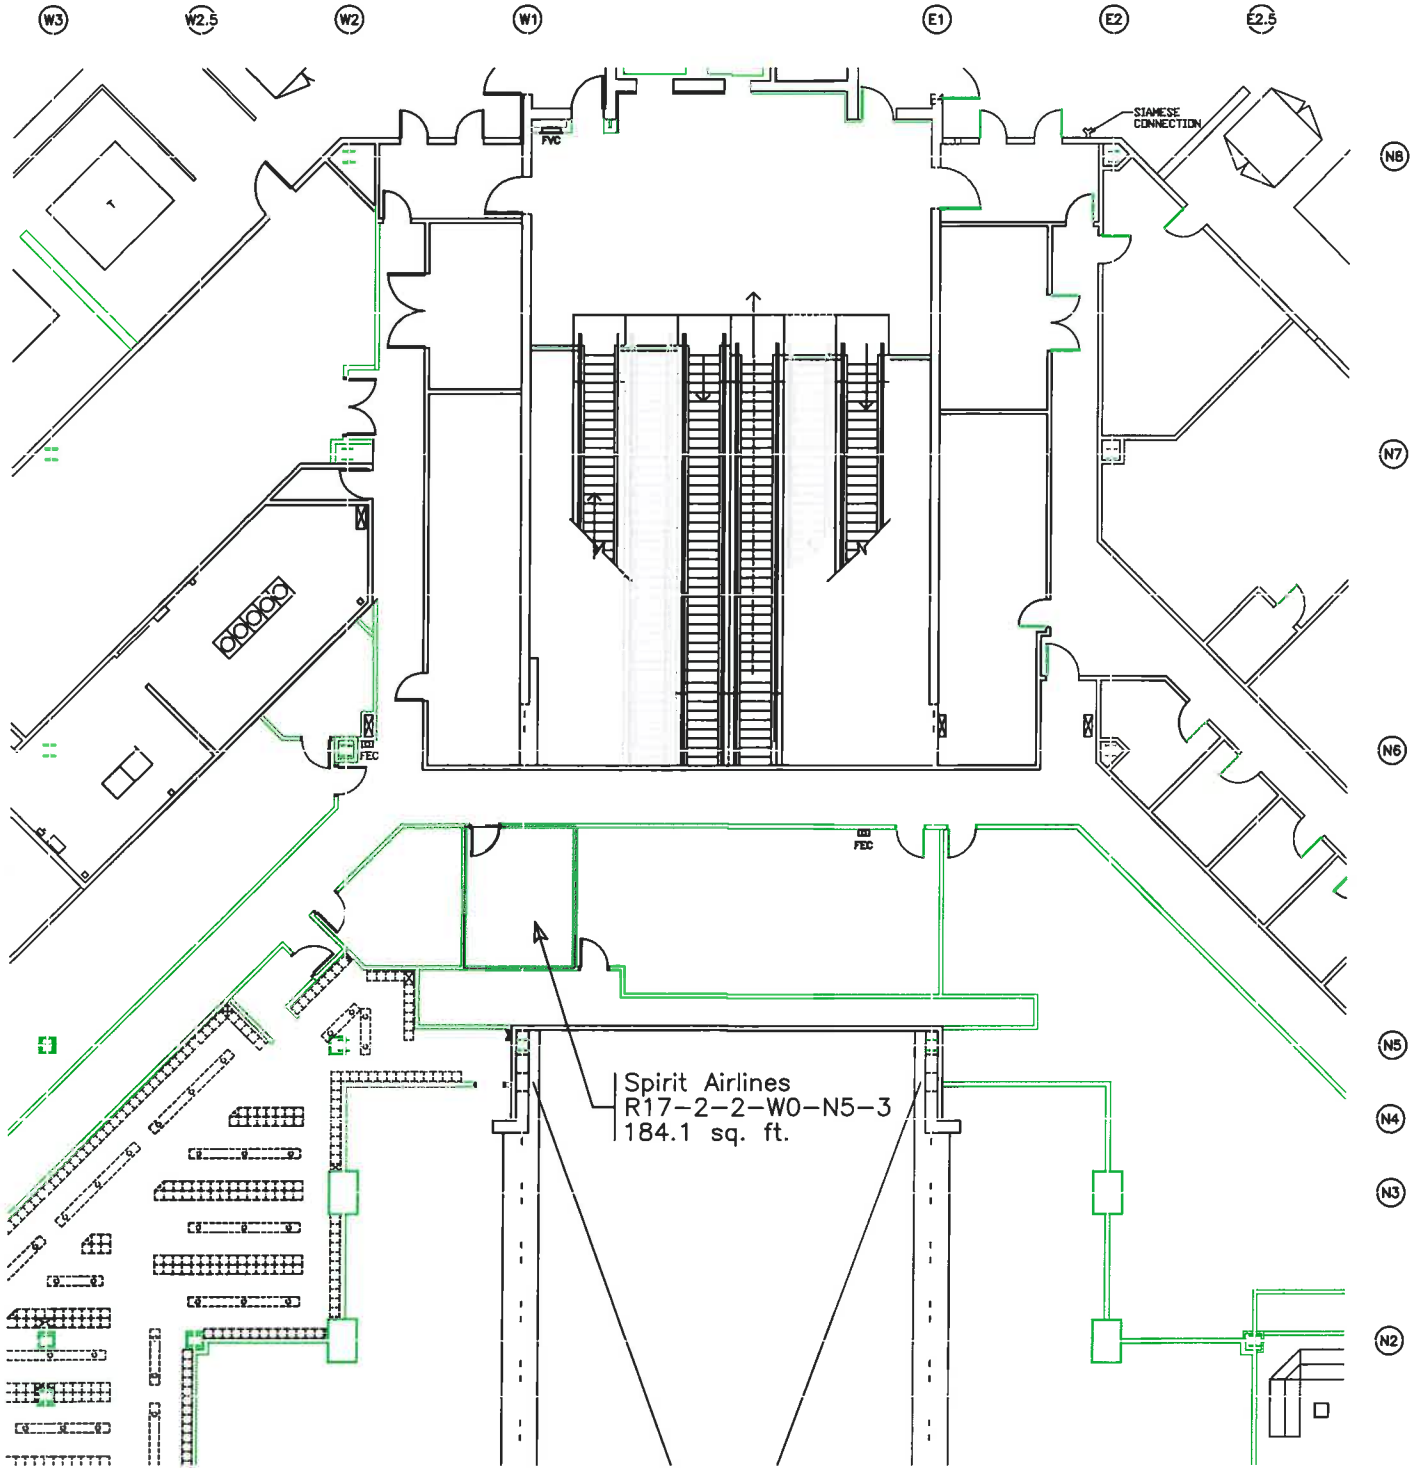 W3 W2.5 W2 W1 E1 E2 E2.5
SIAMESE
CONNECTION
FVC
N8
T
N7
N6
FEC
FEC
N5
Spirit Airlines
R17-2-2-W0-N5-3
184.1 sq. ft.
N4
N3
N2